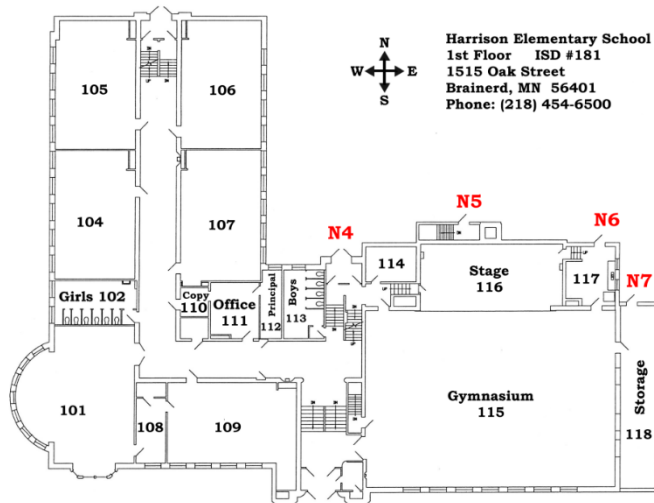 Harrison Elementary School
1st Floor ISD #181
1515 Oak Street
Brainerd, MN 56401
Phone: (218) 454-6500
N
W E
S
105
106
104
107
N4
N5
N6
N7
Girls 102
Copy
110
Office
111
Principal
112
Boys
113
114
Stage
116
117
101
108
109
Gymnasium
115
Storage
118